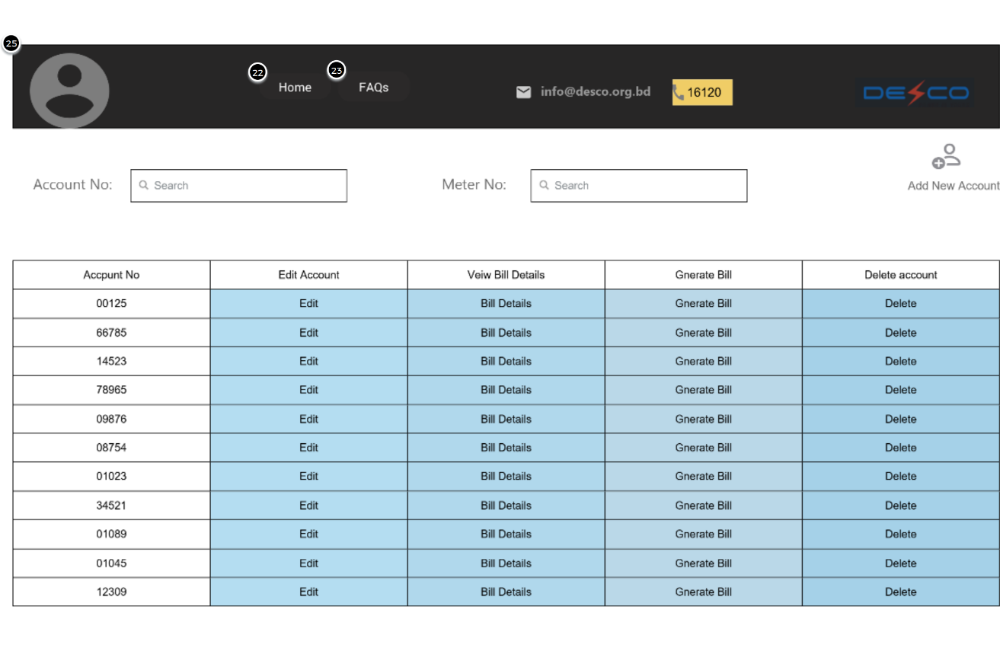 25
22 Home 23 FAQs info@desco.org.bd 16120 DESCO
Account No: Search Meter No: Search Add New Account
Accpunt No Edit Account Veiw Bill Details Gnerate Bill Delete account
00125 Edit Bill Details Gnerate Bill Delete
66785 Edit Bill Details Gnerate Bill Delete
14523 Edit Bill Details Gnerate Bill Delete
78965 Edit Bill Details Gnerate Bill Delete
09876 Edit Bill Details Gnerate Bill Delete
08754 Edit Bill Details Gnerate Bill Delete
01023 Edit Bill Details Gnerate Bill Delete
34521 Edit Bill Details Gnerate Bill Delete
01089 Edit Bill Details Gnerate Bill Delete
01045 Edit Bill Details Gnerate Bill Delete
12309 Edit Bill Details Gnerate Bill Delete